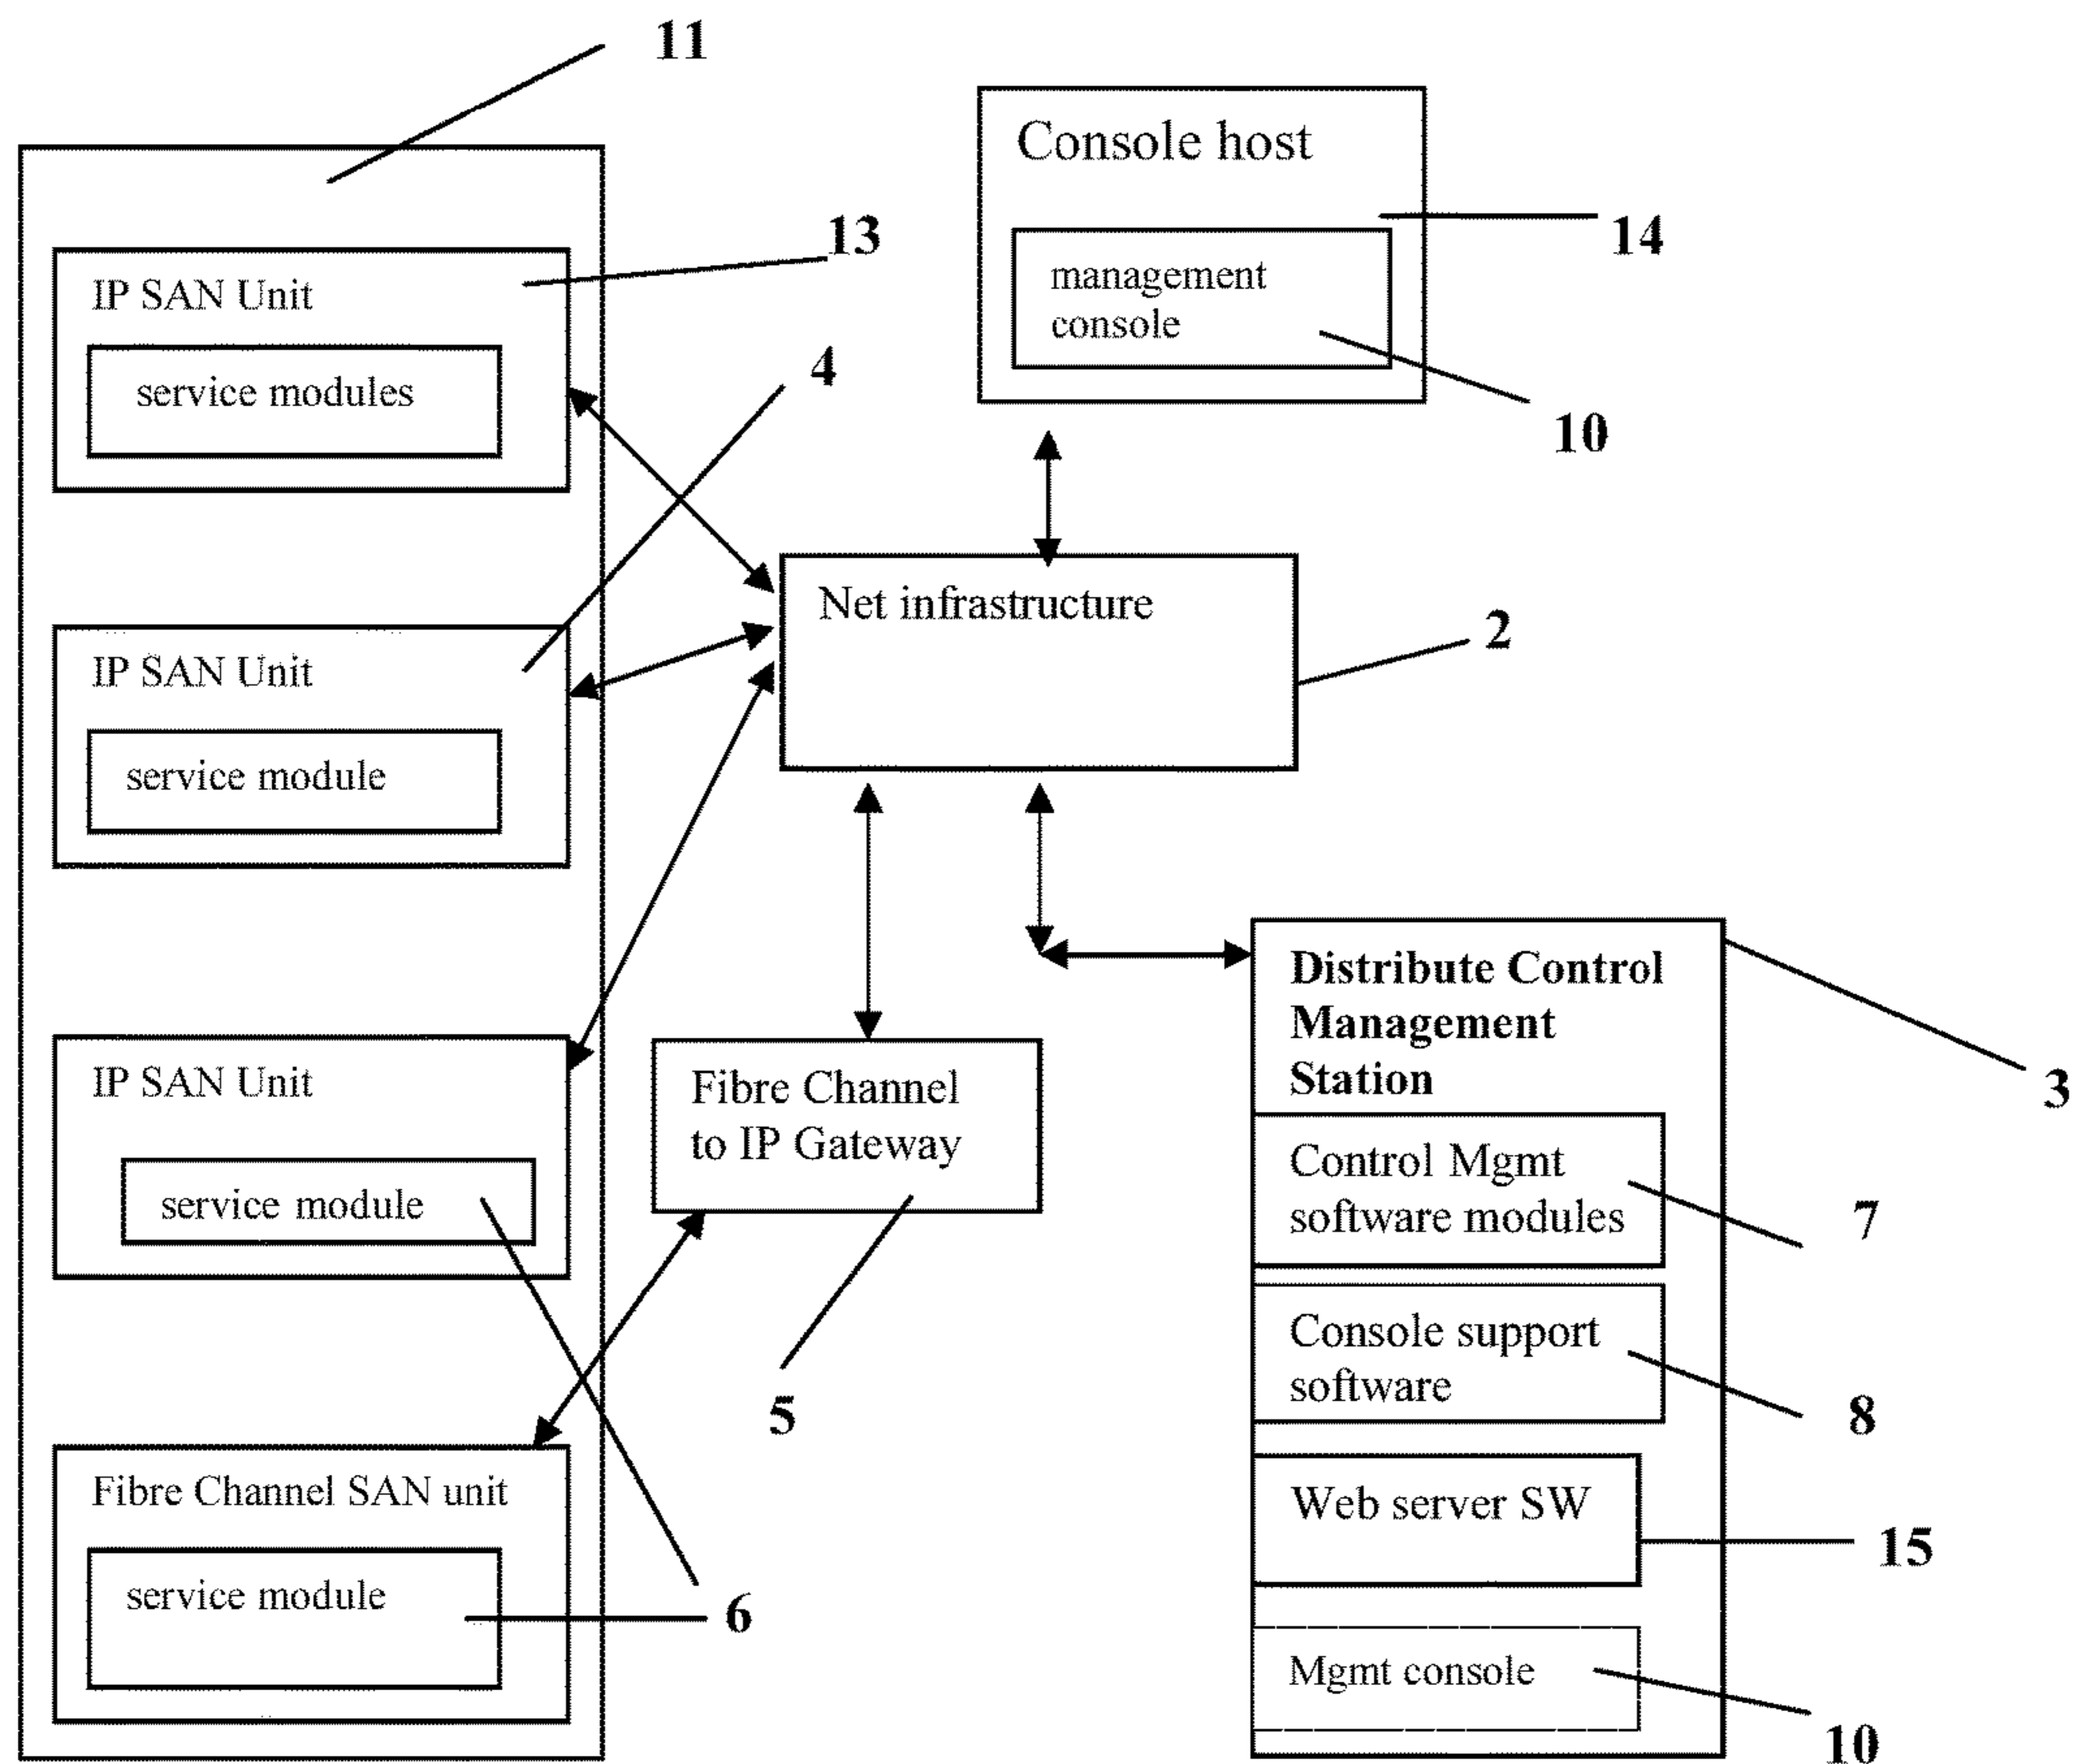 11
Console host
14
management
console
10
13
IP SAN Unit
service modules
4
Net infrastructure
2
IP SAN Unit
service module
Distribute Control
Management
Station
3
IP SAN Unit
service module
Fibre Channel
to IP Gateway
5
Control Mgmt
software modules
7
Console support
software
8
Fibre Channel SAN unit
service module
6
Web server SW
15
Mgmt console
10